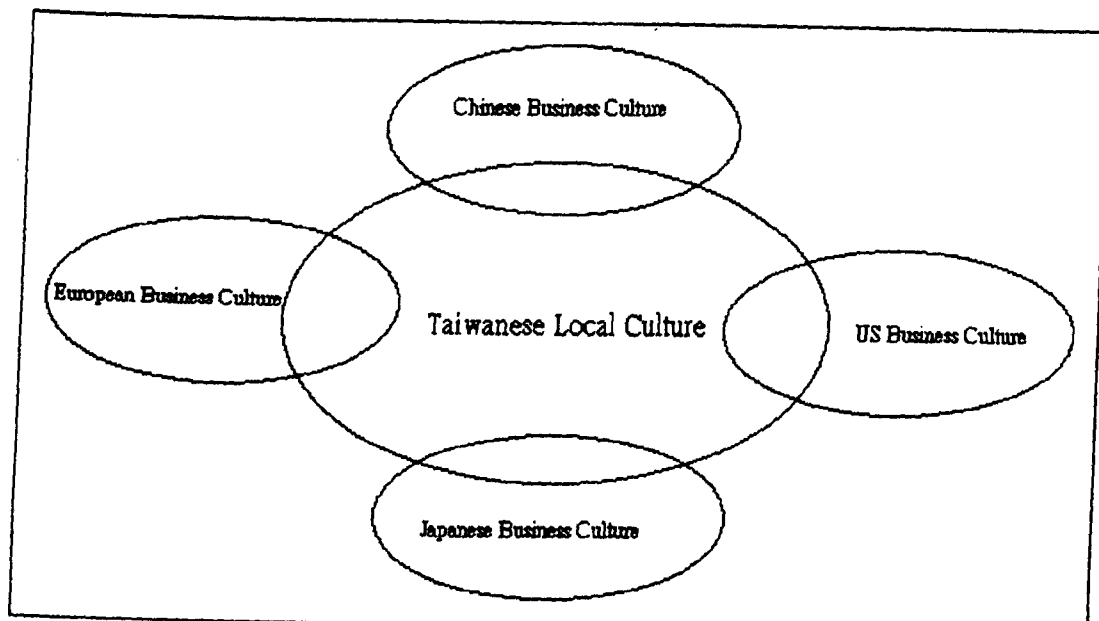 Chinese Business Culture
European Business Culture
Taiwanese Local Culture
US Business Culture
Japanese Business Culture